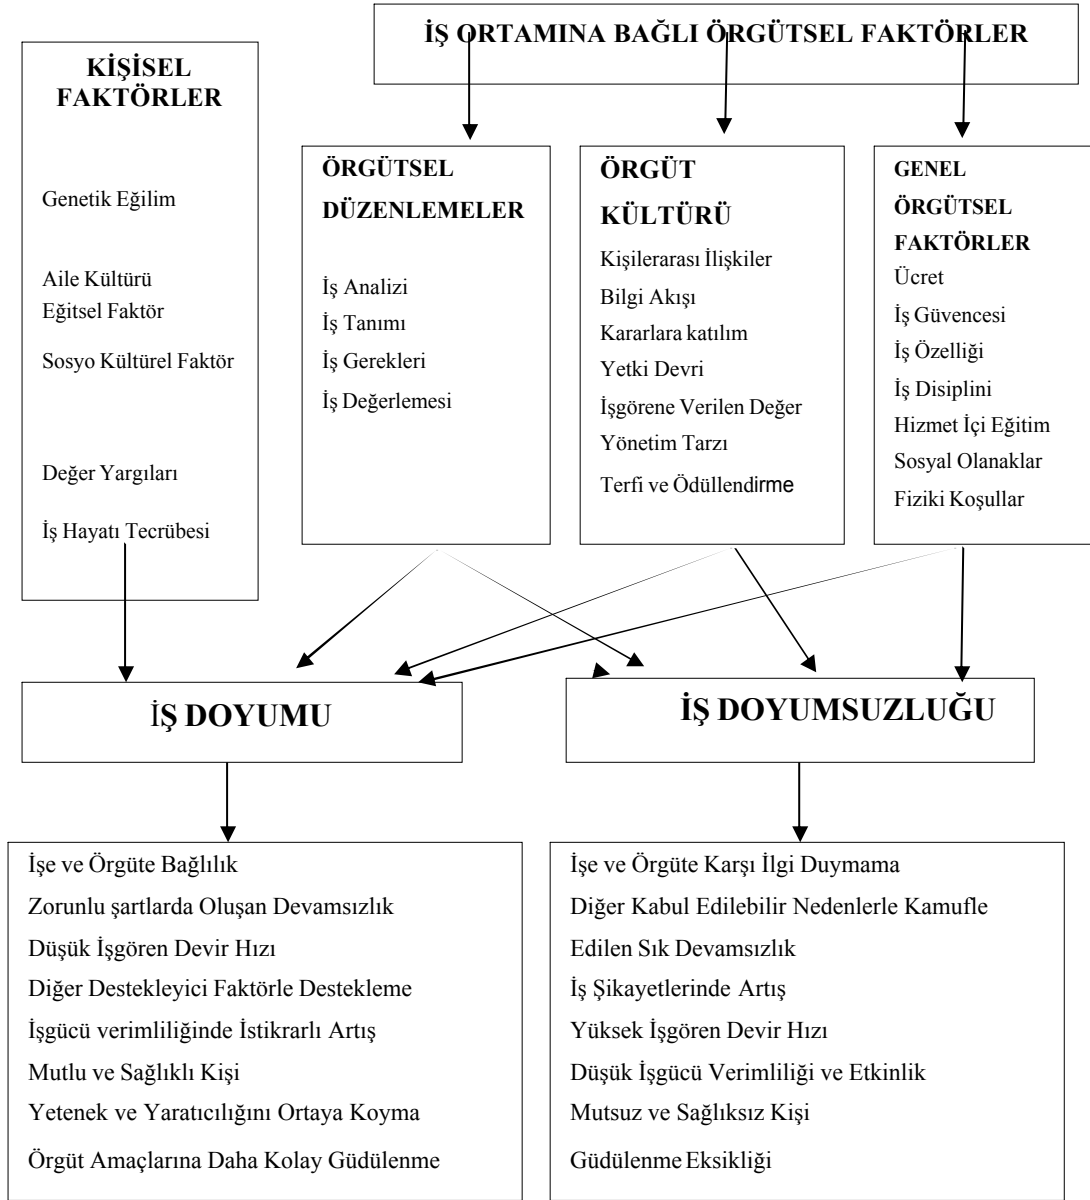 İŞ ORTAMINA BAĞLI ÖRGÜTSEL FAKTÖRLER
KİŞİSEL
FAKTÖRLER
Genetik Eğilim
Aile Kültürü
Eğitsel Faktör
Sosyo Kültürel Faktör
Değer Yargıları
İş Hayatı Tecrübesi
ÖRGÜTSEL
DÜZENLEMELER
İş Analizi
İş Tanımı
İş Gerekleri
İş Değerlemesi
ÖRGÜT
KÜLTÜRÜ
Kişilerarası İlişkiler
Bilgi Akışı
Kararlara katılım
Yetki Devri
İşgörene Verilen Değer
Yönetim Tarzı
Terfi ve Ödüllendirme
GENEL
ÖRGÜTSEL
FAKTÖRLER
Ücret
İş Güvencesi
İş Özelliği
İş Disiplini
Hizmet İçi Eğitim
Sosyal Olanaklar
Fiziki Koşullar
İŞ DOYUMU
İŞ DOYUMSUZLUĞU
İşe ve Örgüte Bağlılık
Zorunlu şartlarda Oluşan Devamsızlık
Düşük İşgören Devir Hızı
Diğer Destekleyici Faktörle Destekleme
İşgücü verimliliğinde İstikrarlı Artış
Mutlu ve Sağlıklı Kişi
Yetenek ve Yaratıcılığını Ortaya Koyma
Örgüt Amaçlarına Daha Kolay Güdülenme
İşe ve Örgüte Karşı İlgi Duymama
Diğer Kabul Edilebilir Nedenlerle Kamufle
Edilen Sık Devamsızlık
İş Şikayetlerinde Artış
Yüksek İşgören Devir Hızı
Düşük İşgücü Verimliliği ve Etkinlik
Mutsuz ve Sağlıksız Kişi
Güdülenme Eksikliği